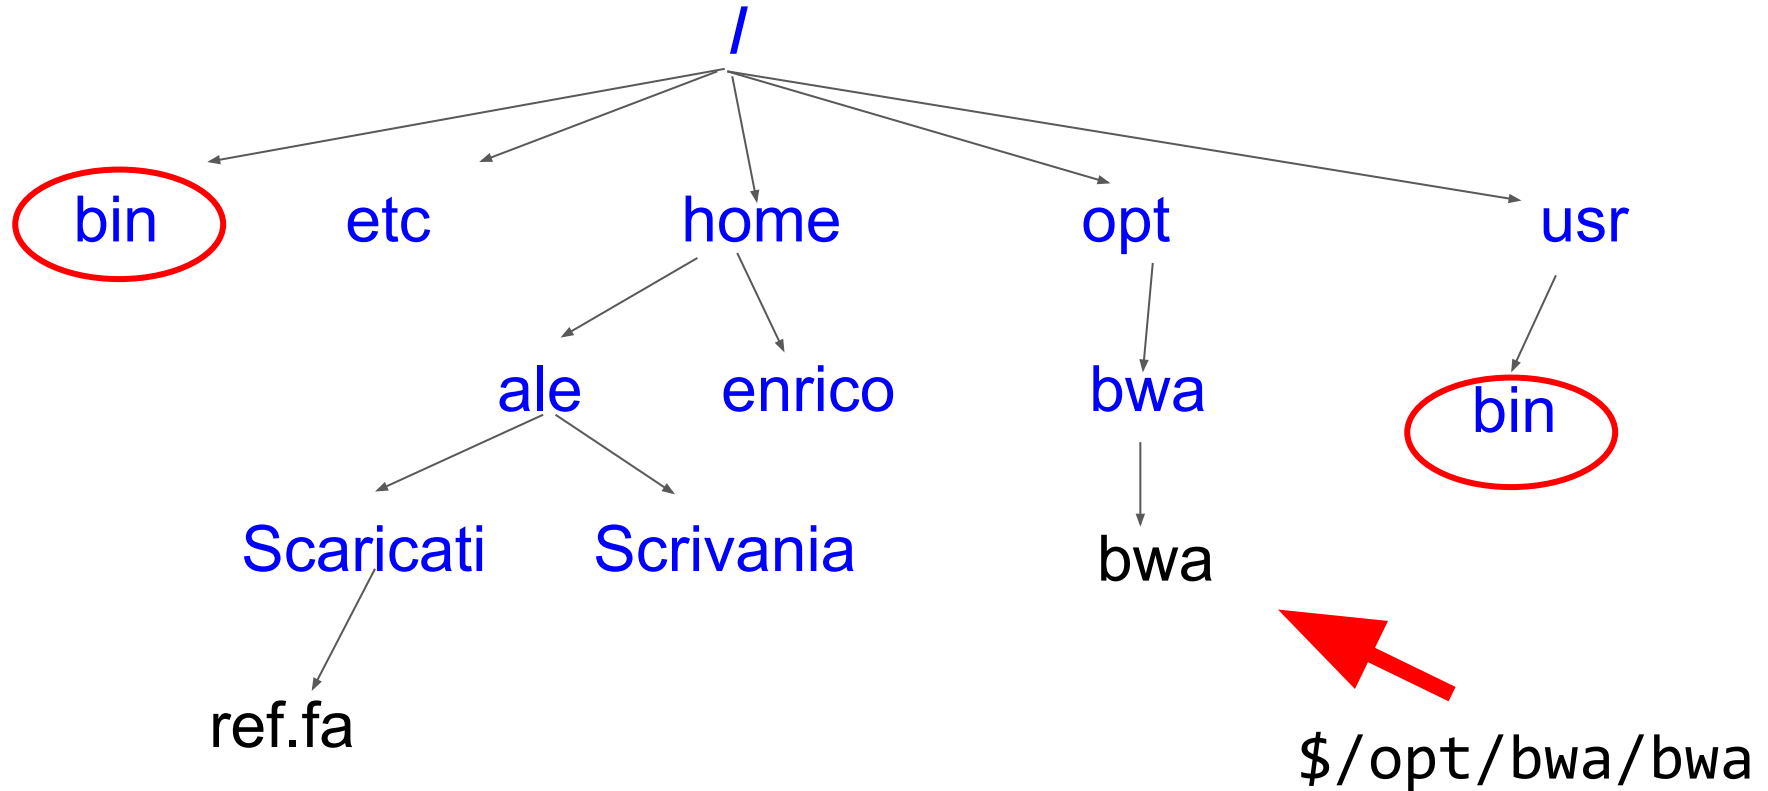 /
bin etc home opt usr
ale enrico bwa bin
Scaricati Scrivania bwa
ref.fa
$/opt/bwa/bwa